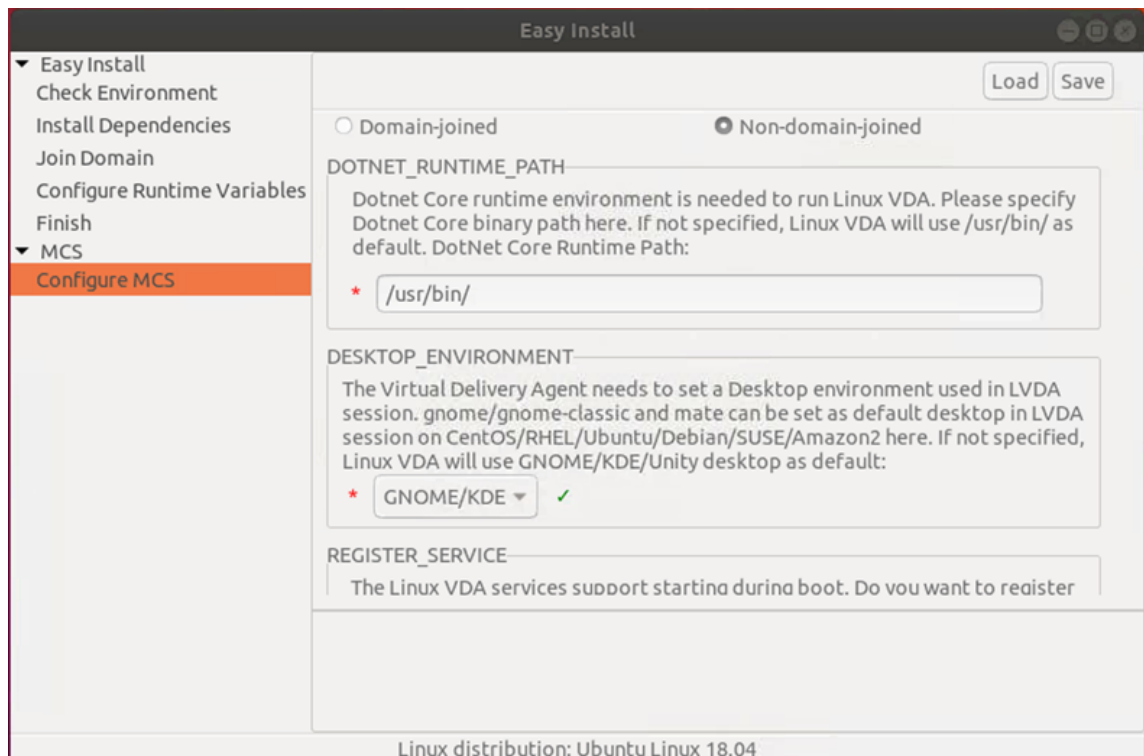 Easy Install
Easy Install
Check Environment
Install Dependencies
Join Domain
Configure Runtime Variables
Finish
MCS
Configure MCS
Load Save
Domain-joined Non-domain-joined
DOTNET_RUNTIME_PATH
Dotnet Core runtime environment is needed to run Linux VDA. Please specify
Dotnet Core binary path here. If not specified, Linux VDA will use /usr/bin/ as
default. DotNet Core Runtime Path:
* /usr/bin/
DESKTOP_ENVIRONMENT
The Virtual Delivery Agent needs to set a Desktop environment used in LVDA
session. gnome/gnome-classic and mate can be set as default desktop in LVDA
session on CentOS/RHEL/Ubuntu/Debian/SUSE/Amazon2 here. If not specified,
Linux VDA will use GNOME/KDE/Unity desktop as default:
* GNOME/KDE ✓
REGISTER_SERVICE
The Linux VDA services support starting during boot. Do you want to register
Linux distribution: Ubuntu Linux 18.04